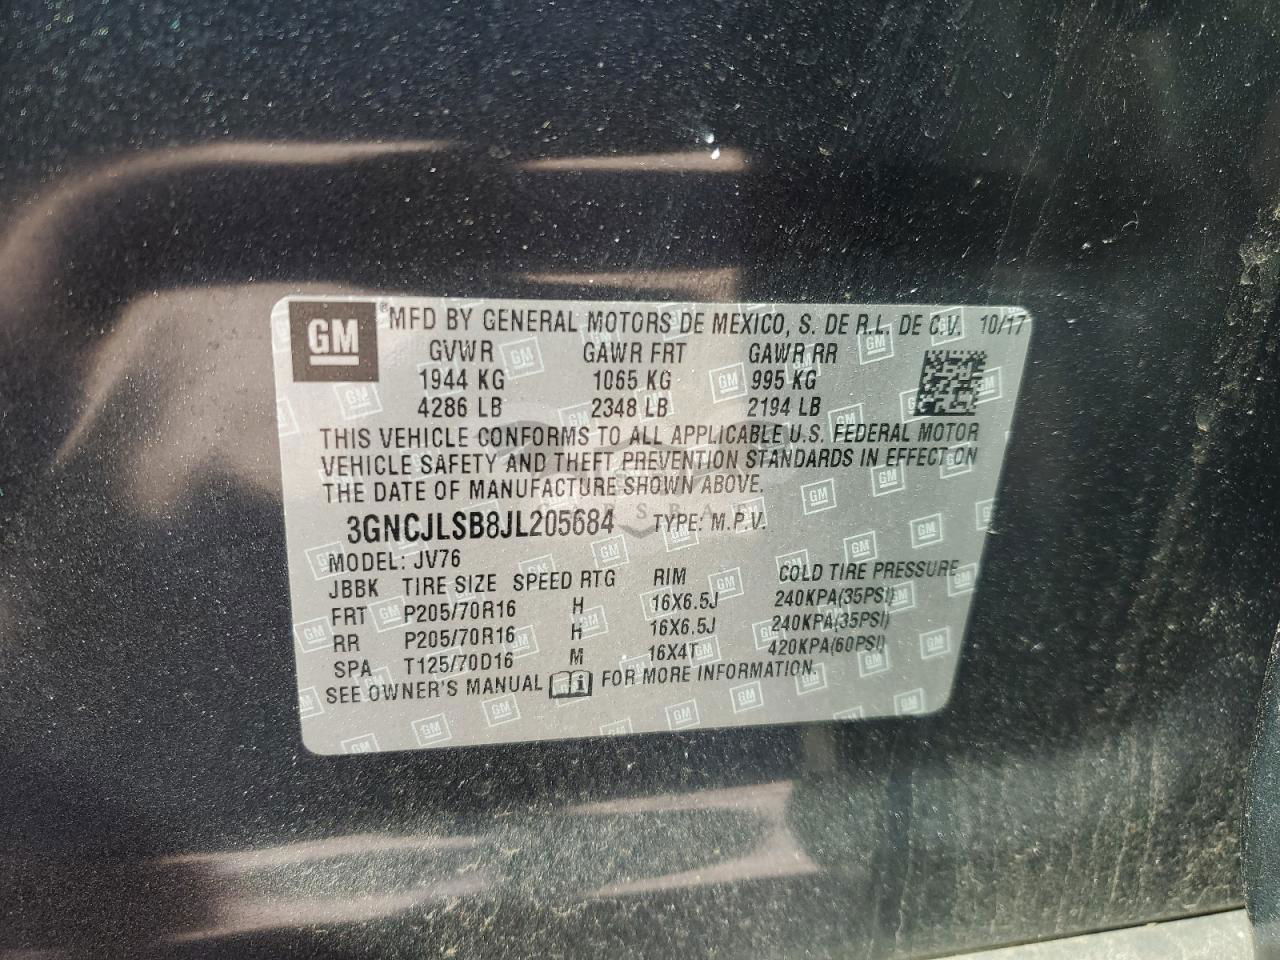 GM ® MFD BY GENERAL MOTORS DE MEXICO, S. DE R.L. DE C.V. 10/17
GVWR GAWR FRT GAWR RR
1944 KG 1065 KG 995 KG
4286 LB 2348 LB 2194 LB
THIS VEHICLE CONFORMS TO ALL APPLICABLE U.S. FEDERAL MOTOR
VEHICLE SAFETY AND THEFT PREVENTION STANDARDS IN EFFECT ON
THE DATE OF MANUFACTURE SHOWN ABOVE.
3GNCJLSB8JL205684 TYPE: M.P.V.
MODEL: JV76
JBBK TIRE SIZE SPEED RTG RIM COLD TIRE PRESSURE
FRT P205/70R16 H 16X6.5J 240KPA(35PSI)
RR P205/70R16 H 16X6.5J 240KPA(35PSI)
SPA T125/70D16 M 16X4T 420KPA(60PSI)
SEE OWNER'S MANUAL i FOR MORE INFORMATION.